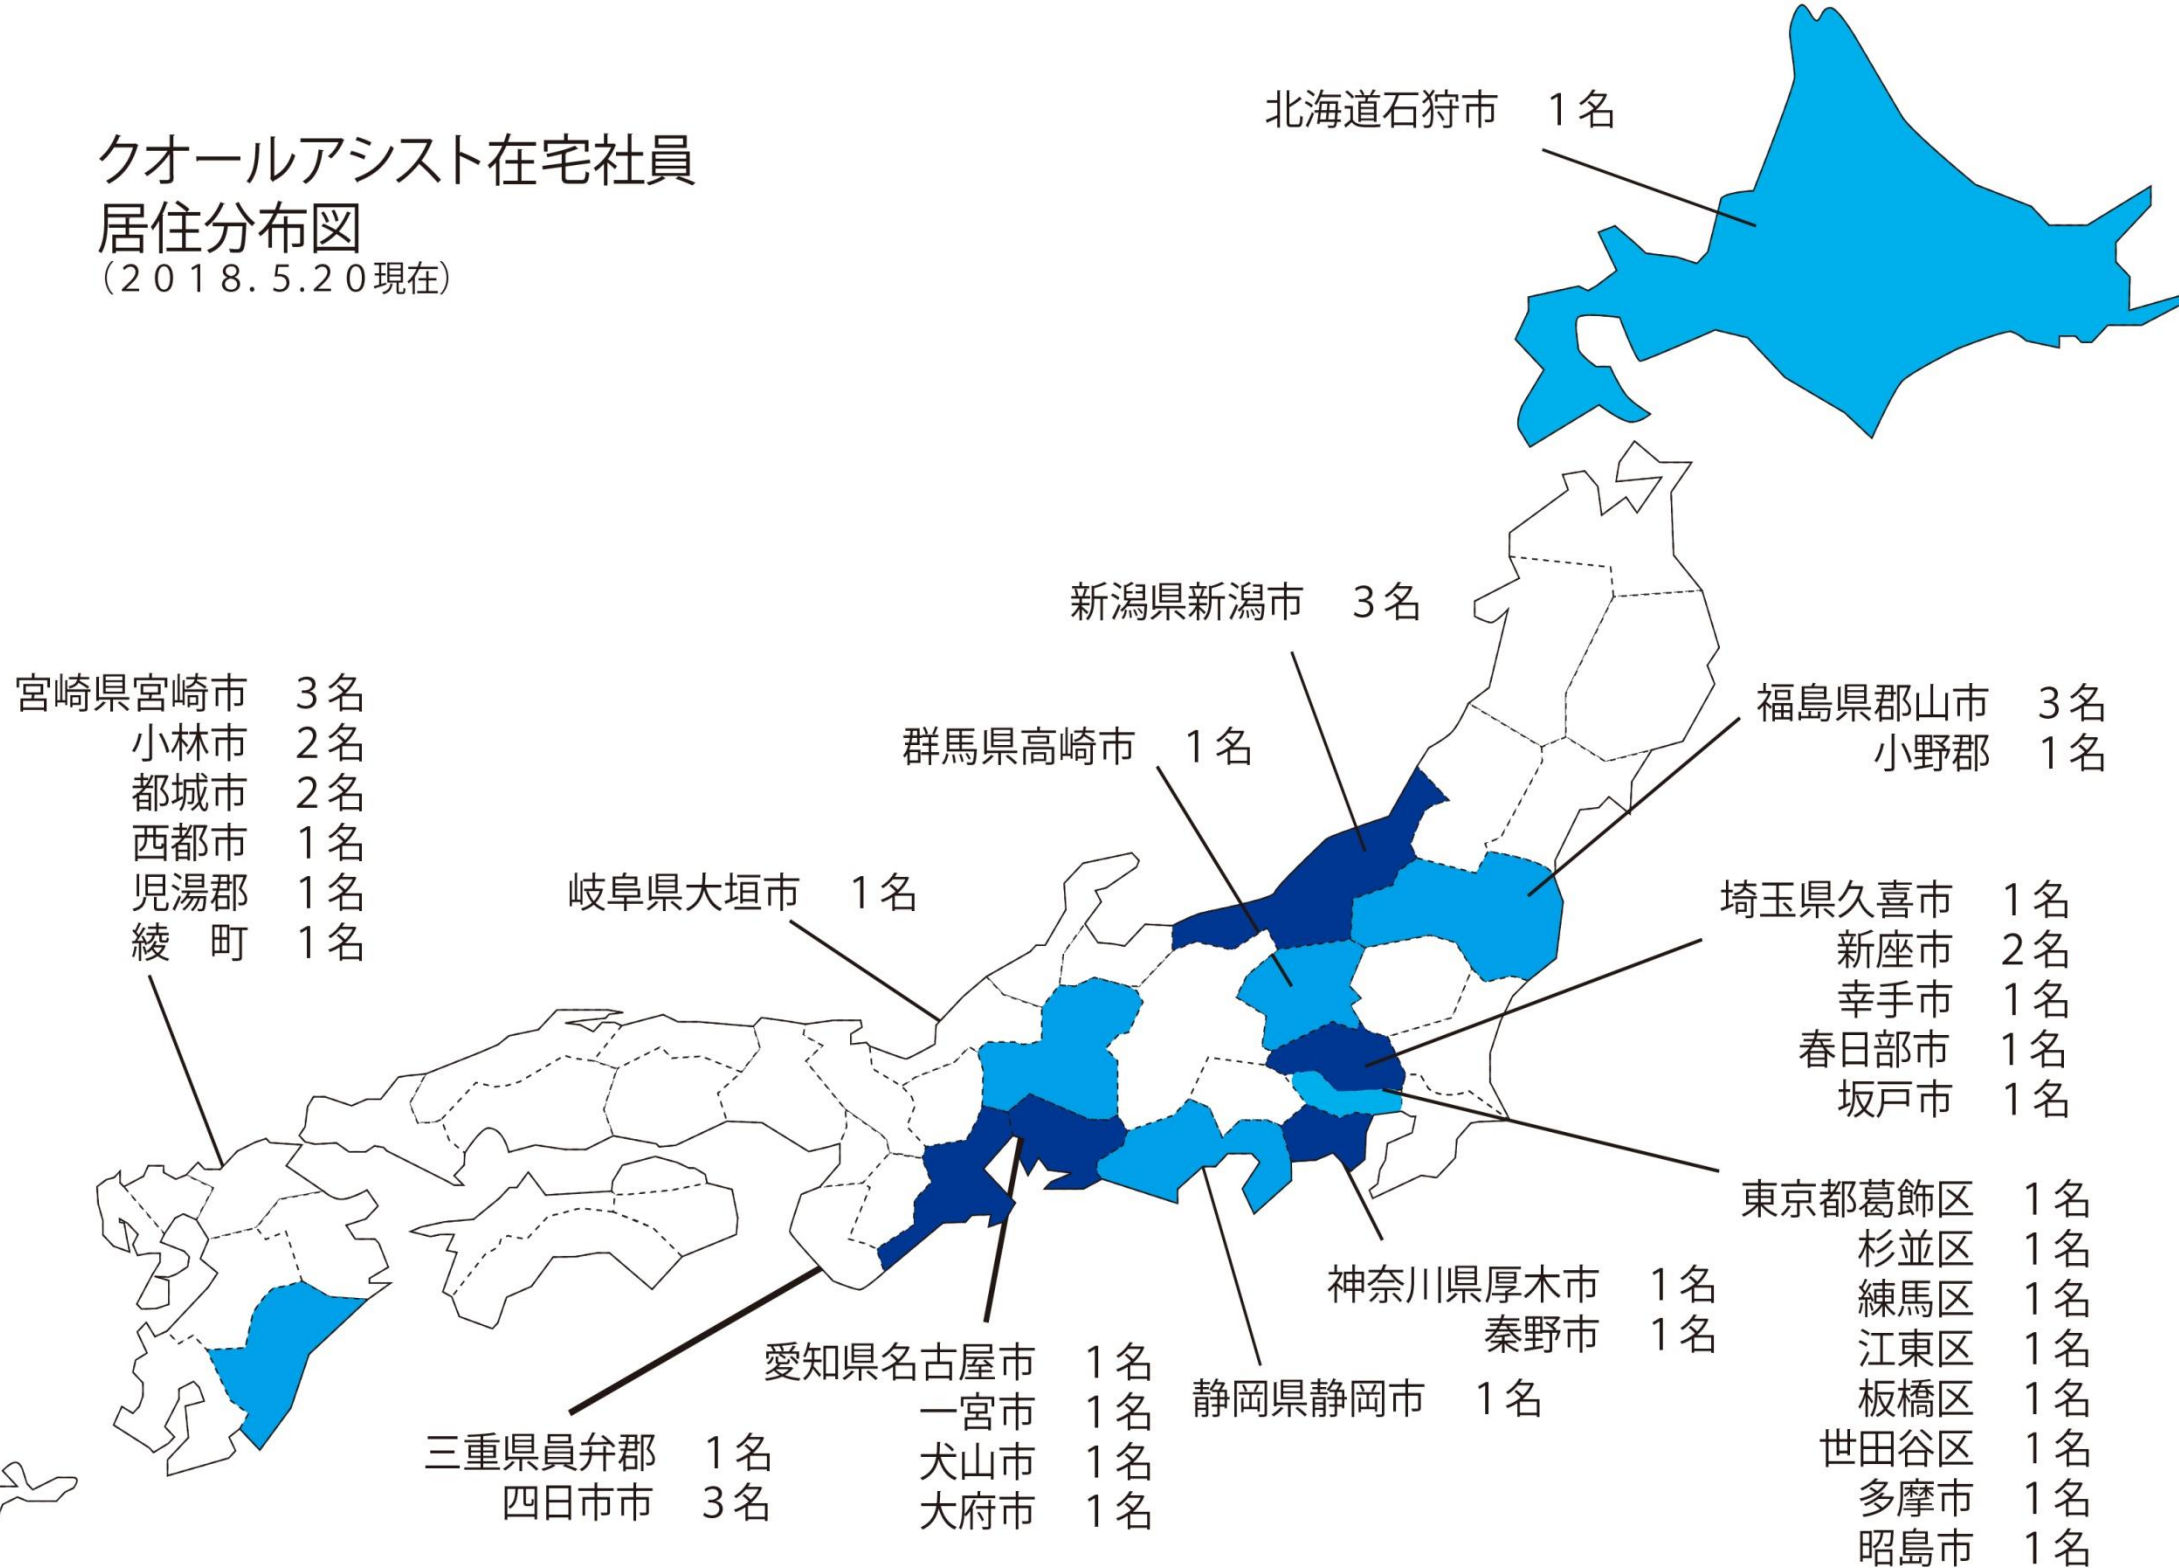 クオールアシスト在宅社員
居住分布図
（２０１８．５．２０現在）
北海道石狩市　１名
新潟県新潟市　３名
群馬県高崎市　１名
福島県郡山市　３名
小野郡　１名
宮崎県宮崎市　３名
小林市　２名
都城市　２名
西都市　１名
児湯郡　１名
綾　町　１名
岐阜県大垣市　１名
埼玉県久喜市　１名
新座市　２名
幸手市　１名
春日部市　１名
坂戸市　１名
東京都葛飾区　１名
杉並区　１名
練馬区　１名
江東区　１名
板橋区　１名
世田谷区　１名
多摩市　１名
昭島市　１名
神奈川県厚木市　１名
秦野市　１名
静岡県静岡市　１名
愛知県名古屋市　１名
一宮市　１名
犬山市　１名
大府市　１名
三重県員弁郡　１名
四日市市　３名